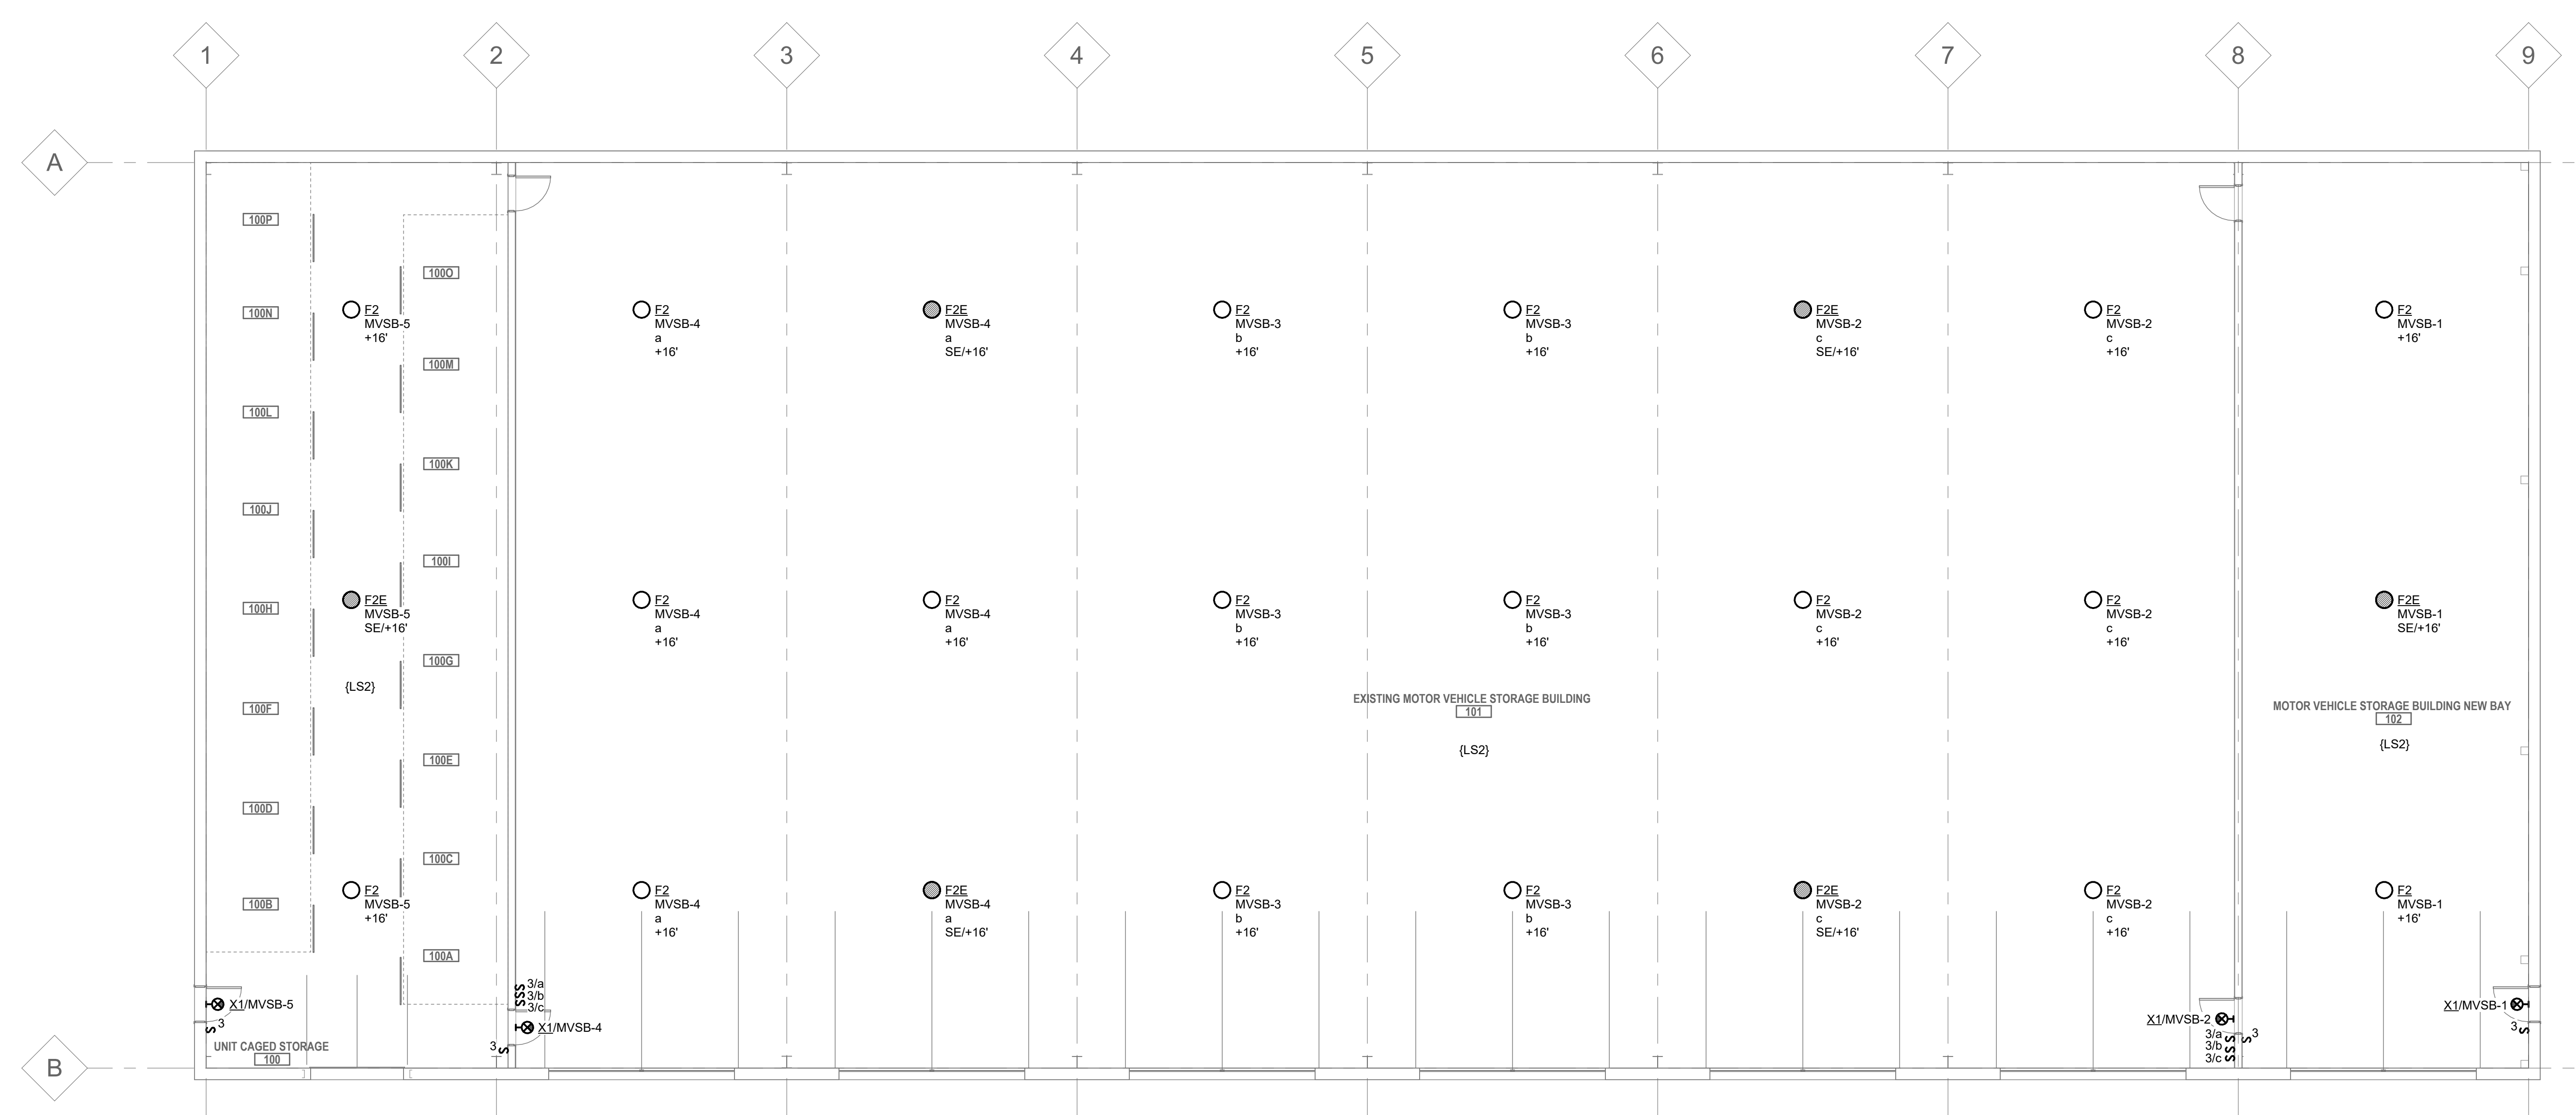 1
2
3
4
5
6
7
8
9
A
100P
100O
100N
F2
MVSB-5
+16'
F2
MVSB-4
a
+16'
F2E
MVSB-4
a
SE/+16'
F2
MVSB-3
b
+16'
F2
MVSB-3
b
+16'
F2E
MVSB-2
c
SE/+16'
F2
MVSB-2
c
+16'
F2
MVSB-1
+16'
100M
100L
100K
100J
100I
100H
F2E
MVSB-5
SE/+16'
F2
MVSB-4
a
+16'
F2
MVSB-4
a
+16'
F2
MVSB-3
b
+16'
F2
MVSB-3
b
+16'
F2
MVSB-2
c
+16'
F2
MVSB-2
c
+16'
F2E
MVSB-1
SE/+16'
100G
{LS2}
100F
EXISTING MOTOR VEHICLE STORAGE BUILDING
101
{LS2}
MOTOR VEHICLE STORAGE BUILDING NEW BAY
102
{LS2}
100E
100D
100C
100B
F2
MVSB-5
+16'
F2
MVSB-4
a
+16'
F2E
MVSB-4
a
SE/+16'
F2
MVSB-3
b
+16'
F2
MVSB-3
b
+16'
F2E
MVSB-2
c
SE/+16'
F2
MVSB-2
c
+16'
F2
MVSB-1
+16'
100A
S 3/a
S 3/b
S 3/c
X1/MVSB-5
S 3
X1/MVSB-4
3 S
X1/MVSB-2
3/a S
3/b S
3/c S
S 3
X1/MVSB-1
3 S
UNIT CAGED STORAGE
100
B